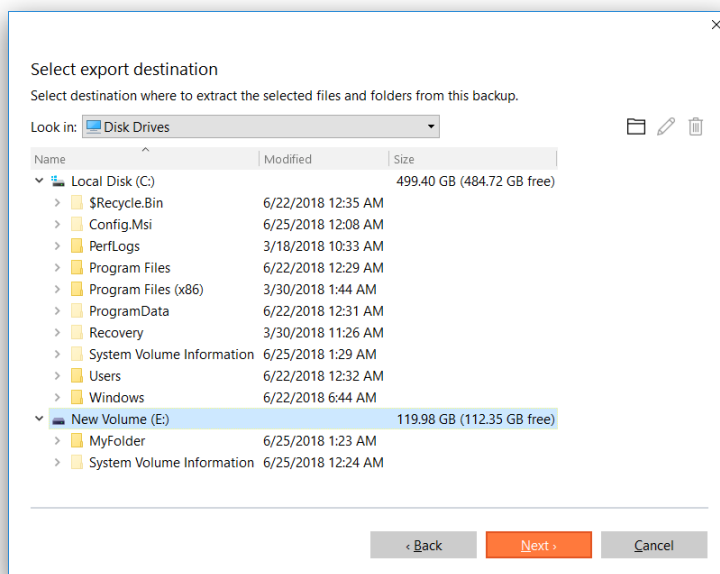 Select export destination
Select destination where to extract the selected files and folders from this backup.
Look in: Disk Drives
Name Modified Size
Local Disk (C:) 499.40 GB (484.72 GB free)
$Recycle.Bin 6/22/2018 12:35 AM
Config.Msi 6/25/2018 12:08 AM
PerfLogs 3/18/2018 10:33 AM
Program Files 6/22/2018 12:29 AM
Program Files (x86) 3/30/2018 1:44 AM
ProgramData 6/22/2018 12:31 AM
Recovery 3/30/2018 11:26 AM
System Volume Information 6/25/2018 1:29 AM
Users 6/22/2018 12:32 AM
Windows 6/22/2018 6:44 AM
New Volume (E:) 119.98 GB (112.35 GB free)
MyFolder 6/25/2018 1:23 AM
System Volume Information 6/25/2018 12:24 AM
‹ Back Next › Cancel